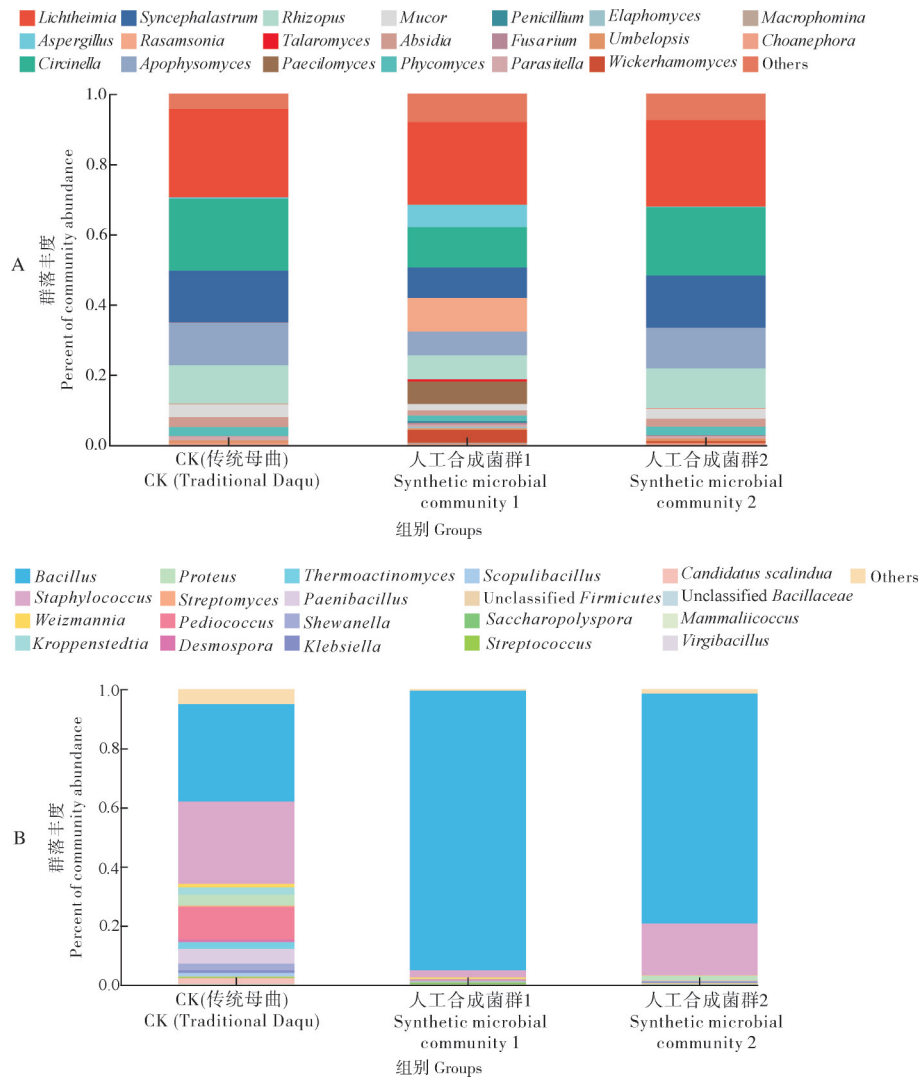 Lichtheimia Syncephalastrum Rhizopus Mucor Penicillium Elaphomyces Macrophomina
Aspergillus Rasamsonia Talaromyces Absidia Fusarium Umbelopsis Choanephora
Circinella Apophysomyces Paecilomyces Phycomyces Parasitella Wickerhamomyces Others
A
群落丰度
Percent of community abundance
1.0
0.8
0.6
0.4
0.2
0.0
CK(传统母曲) 人工合成菌群1 人工合成菌群2
CK (Traditional Daqu) Synthetic microbial Synthetic microbial
community 1 community 2
组别 Groups
Bacillus Proteus Thermoactinomyces Scopulibacillus Candidatus scalindua Others
Staphylococcus Streptomyces Paenibacillus Unclassified Firmicutes Unclassified Bacillaceae
Weizmannia Pediococcus Shewanella Saccharopolyspora Mammaliicoccus
Kroppenstedtia Desmospora Klebsiella Streptococcus Virgibacillus
B
群落丰度
Percent of community abundance
1.0
0.8
0.6
0.4
0.2
0.0
CK(传统母曲) 人工合成菌群1 人工合成菌群2
CK (Traditional Daqu) Synthetic microbial Synthetic microbial
community 1 community 2
组别 Groups